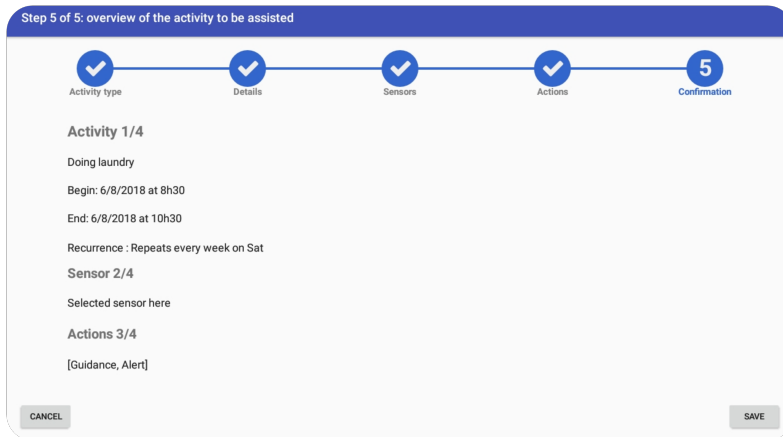 Step 5 of 5: overview of the activity to be assisted
5
Activity type
Details
Sensors
Actions
Confirmation
Activity 1/4
Doing laundry
Begin: 6/8/2018 at 8h30
End: 6/8/2018 at 10h30
Recurrence : Repeats every week on Sat
Sensor 2/4
Selected sensor here
Actions 3/4
[Guidance, Alert]
CANCEL
SAVE